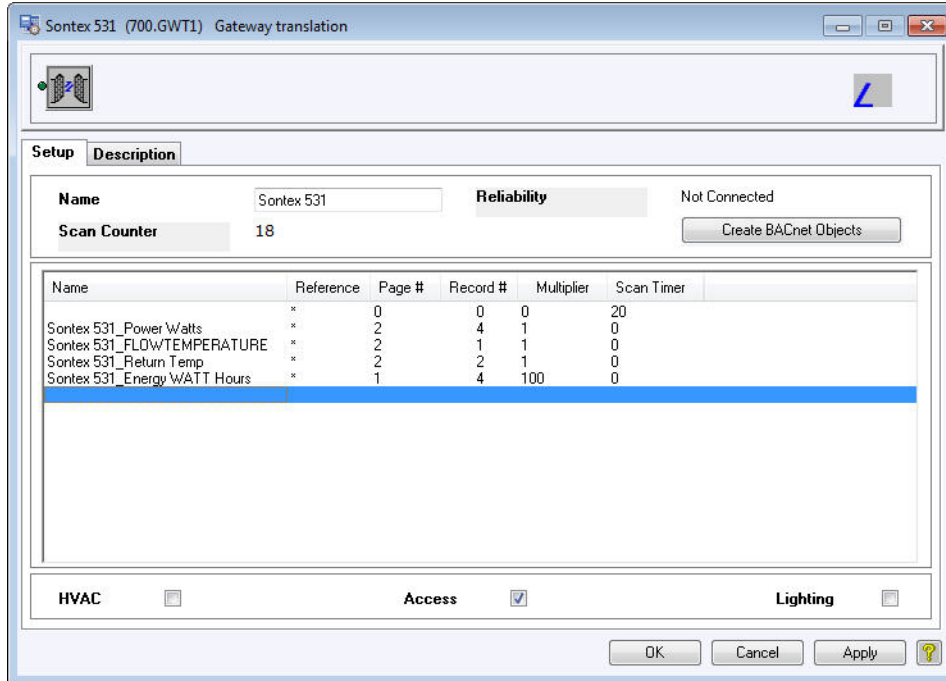 Sontex 531 (700.GWT1) Gateway translation
Setup Description
Name Sontex 531 Reliability Not Connected
Scan Counter 18 Create BACnet Objects
Name Reference Page # Record # Multiplier Scan Timer
* 0 0 0 20
Sontex 531_Power Watts * 2 4 1 0
Sontex 531_FLOWTEMPERATURE * 2 1 1 0
Sontex 531_Return Temp * 2 2 1 0
Sontex 531_Energy WATT Hours * 1 4 100 0
HVAC Access Lighting
OK Cancel Apply ?